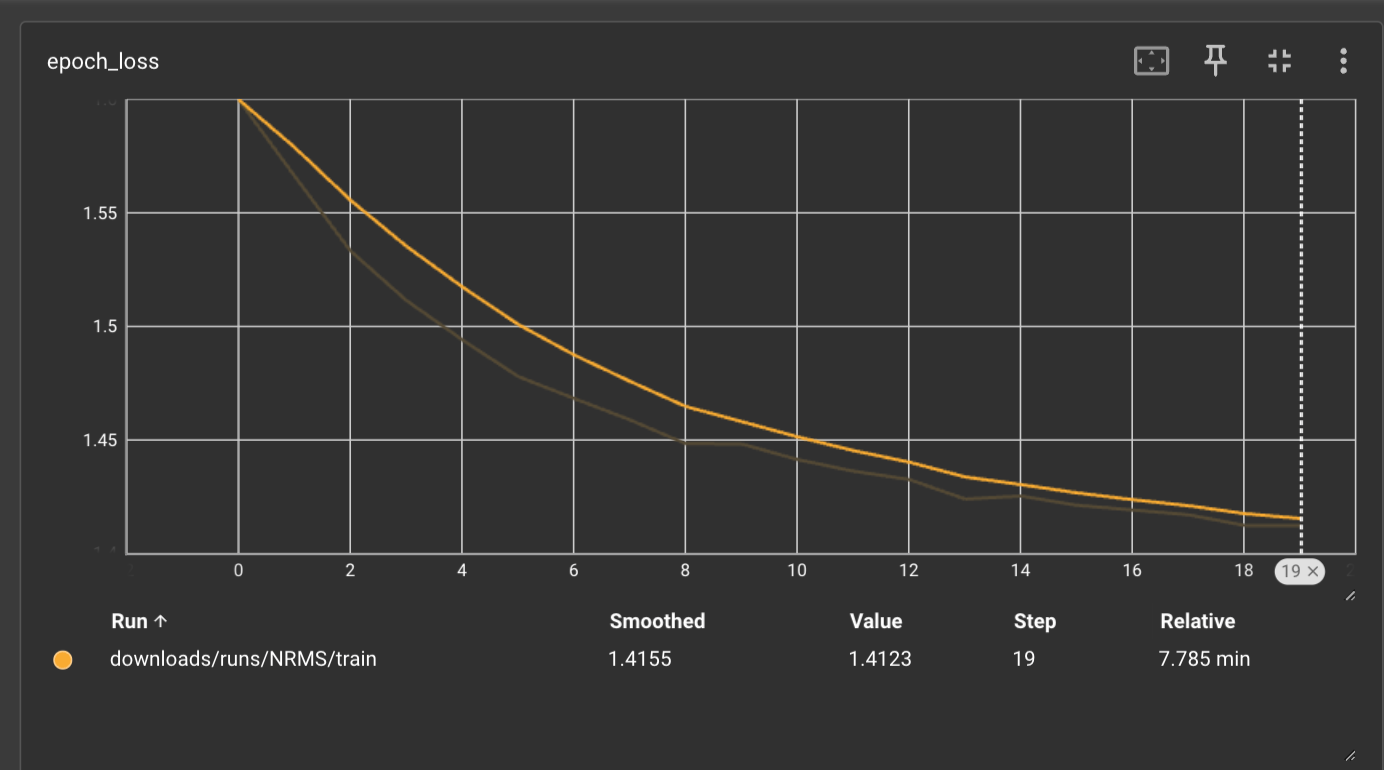 epoch_loss
1.55
1.5
1.45
0 2 4 6 8 10 12 14 16 18 19 ×
Run ↑ Smoothed Value Step Relative
downloads/runs/NRMS/train 1.4155 1.4123 19 7.785 min